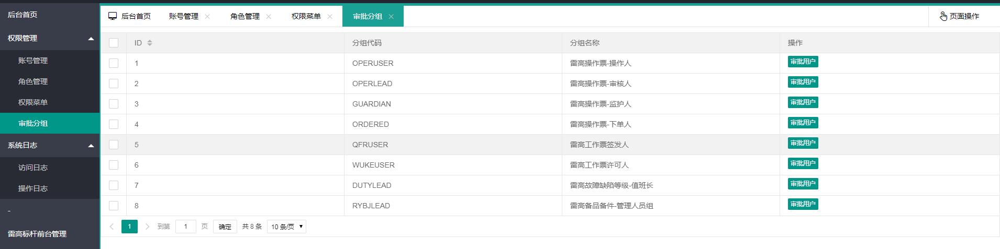 后台首页
权限管理
账号管理
角色管理
权限菜单
审批分组
系统日志
访问日志
操作日志
-
雷高标杆前台管理
后台首页 账号管理 角色管理 权限菜单 审批分组 页面操作
ID 分组代码 分组名称 操作
1 OPERUSER 雷高操作票-操作人 审批用户
2 OPERLEAD 雷高操作票-审核人 审批用户
3 GUARDIAN 雷高操作票-监护人 审批用户
4 ORDERED 雷高操作票-下单人 审批用户
5 QFRUSER 雷高工作票签发人 审批用户
6 WUKEUSER 雷高工作票许可人 审批用户
7 DUTYLEAD 雷高故障缺陷等级-值班长 审批用户
8 RYBJLEAD 雷高备品备件-管理人员组 审批用户
1 到第 1 页 确定 共 8 条 10 条/页